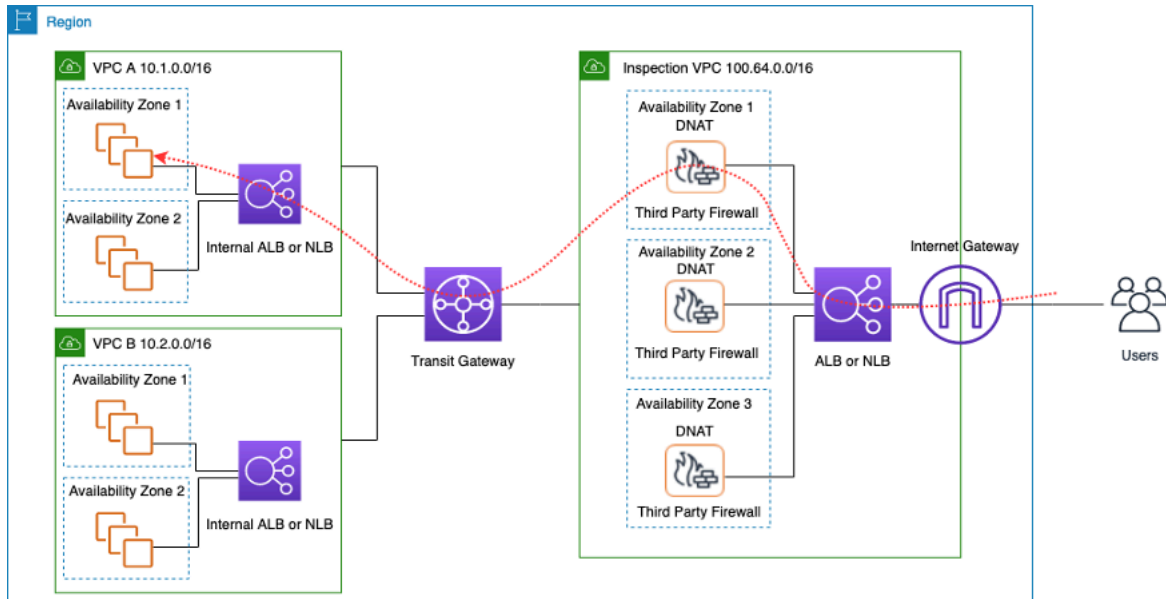 Region
VPC A 10.1.0.0/16
Availability Zone 1
Availability Zone 2
Internal ALB or NLB
VPC B 10.2.0.0/16
Availability Zone 1
Availability Zone 2
Internal ALB or NLB
Transit Gateway
Inspection VPC 100.64.0.0/16
Availability Zone 1
DNAT
Third Party Firewall
Availability Zone 2
DNAT
Third Party Firewall
Availability Zone 3
DNAT
Third Party Firewall
ALB or NLB
Internet Gateway
Users